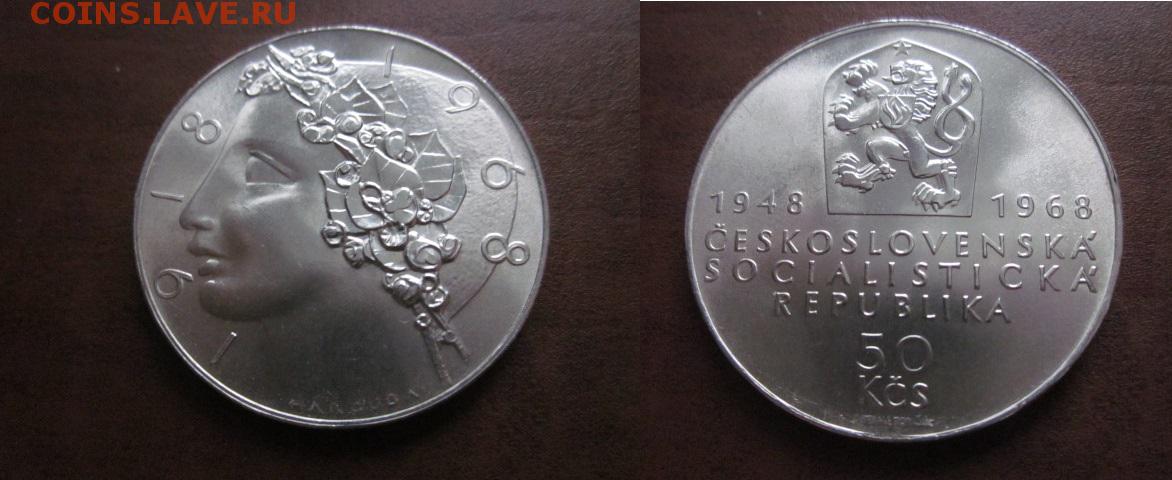 COINS.LAVE.RU
1918 1968
1948 1968
ČESKOSLOVENSKÁ
SOCIALISTICKÁ
REPUBLIKA
50
Kčs